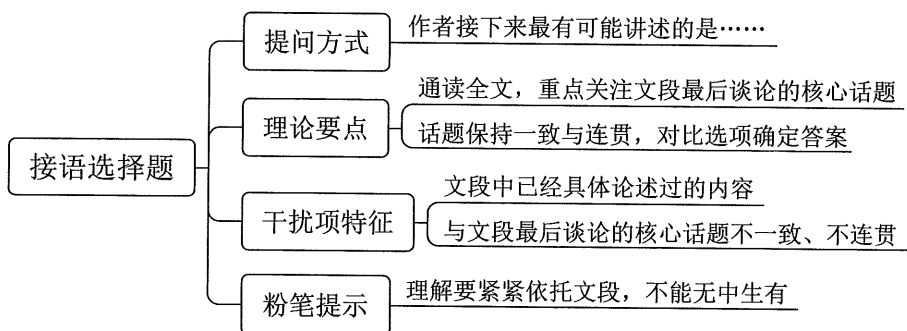 提问方式
作者接下来最有可能讲述的是……
通读全文，重点关注文段最后谈论的核心话题
理论要点
话题保持一致与连贯，对比选项确定答案
接语选择题
文段中已经具体论述过的内容
干扰项特征
与文段最后谈论的核心话题不一致、不连贯
粉笔提示
理解要紧紧依托文段，不能无中生有